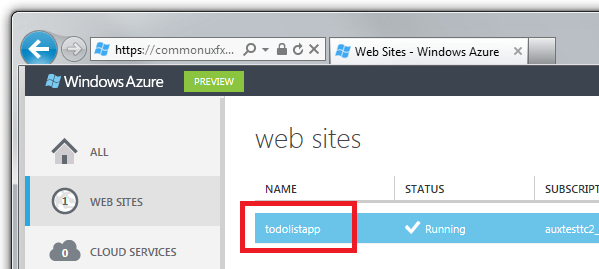 https://commonuxfx...
Web Sites - Windows Azure
Windows Azure
PREVIEW
ALL
web sites
NAME STATUS SUBSCRIPT
1 WEB SITES
todolistapp Running auxtesttc2_
0 CLOUD SERVICES